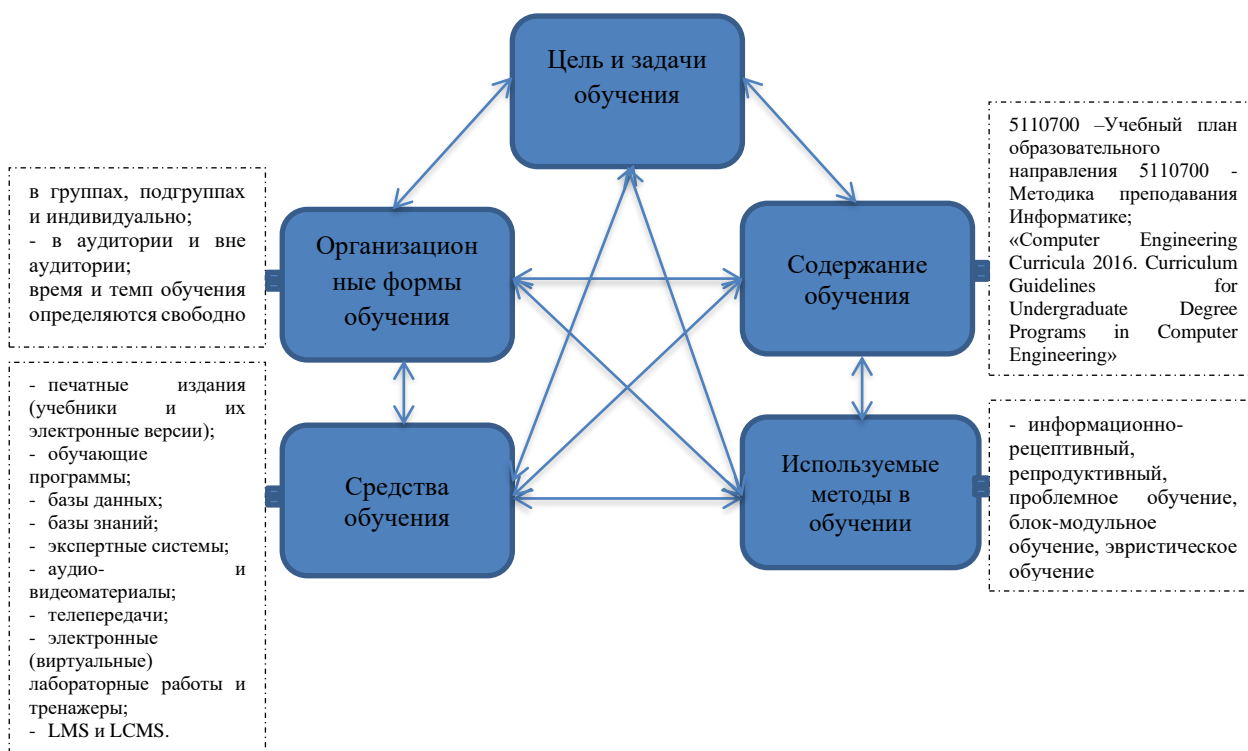 Цель и задачи
обучения
5110700 –Учебный план
образовательного
направления 5110700 -
Методика преподавания
Информатике;
«Computer Engineering
Curricula 2016. Curriculum
Guidelines for
Undergraduate Degree
Programs in Computer
Engineering»
в группах, подгруппах
и индивидуально;
- в аудитории и вне
аудитории;
время и темп обучения
определяются свободно
Организацион
ные формы
обучения
Содержание
обучения
- печатные издания
(учебники и их
электронные версии);
- обучающие
программы;
- базы данных;
- базы знаний;
- экспертные системы;
- аудио- и
видеоматериалы;
- телепередачи;
- электронные
(виртуальные)
лабораторные работы и
тренажеры;
- LMS и LCMS.
Средства
обучения
Используемые
методы в
обучении
- информационно-
рецептивный,
репродуктивный,
проблемное обучение,
блок-модульное
обучение, эвристическое
обучение